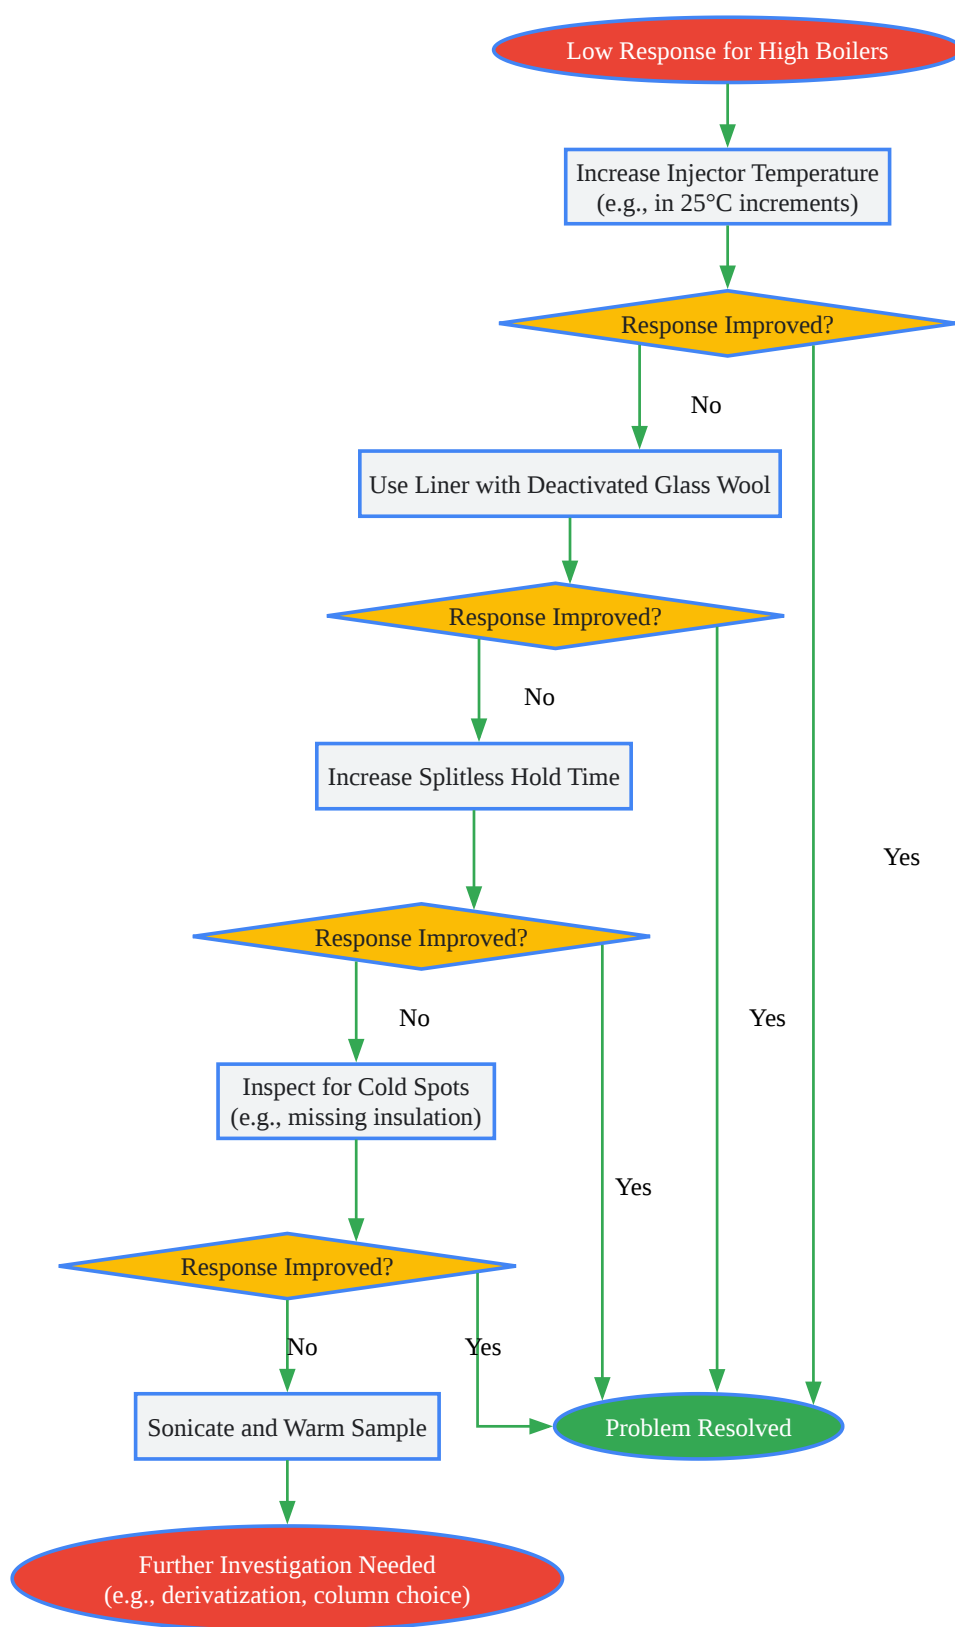 Low Response for High Boilers
Increase Injector Temperature
(e.g., in 25°C increments)
Response Improved?
No
Use Liner with Deactivated Glass Wool
Response Improved?
No
Increase Splitless Hold Time
Yes
Response Improved?
No
Yes
Inspect for Cold Spots
(e.g., missing insulation)
Yes
Response Improved?
No
Yes
Sonicate and Warm Sample
Problem Resolved
Further Investigation Needed
(e.g., derivatization, column choice)